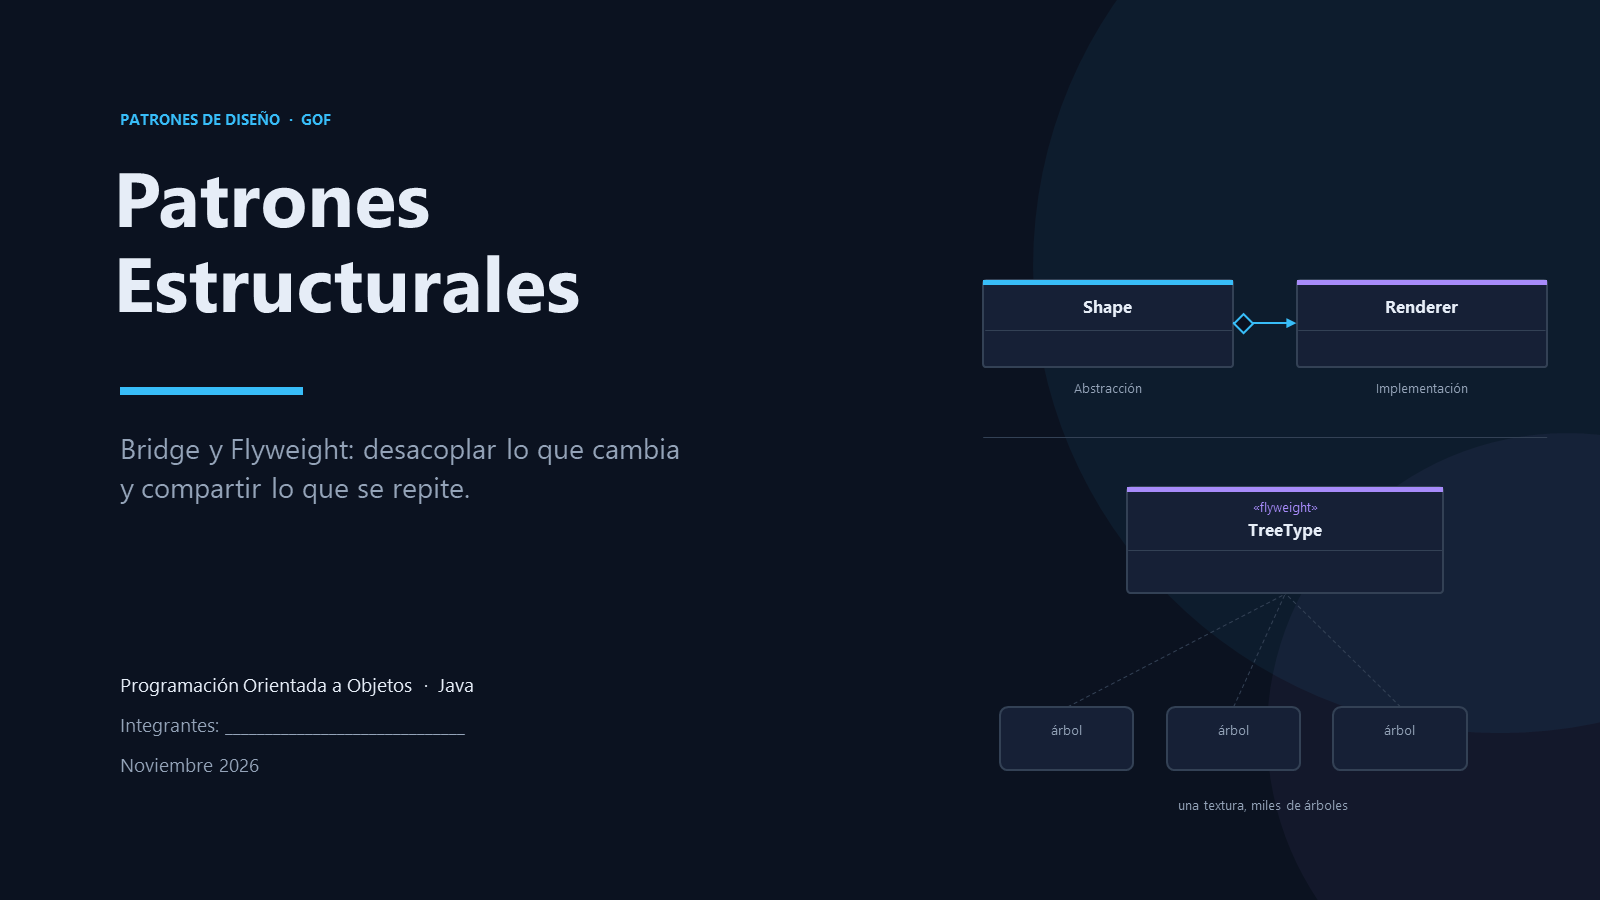 PATRONES DE DISEÑO · GOF
Patrones
Estructurales
Bridge y Flyweight: desacoplar lo que cambia
y compartir lo que se repite.
Programación Orientada a Objetos · Java
Integrantes: ______________________________
Noviembre 2026
Shape
Renderer
Abstracción
Implementación
«flyweight»
TreeType
árbol
árbol
árbol
una textura, miles de árboles